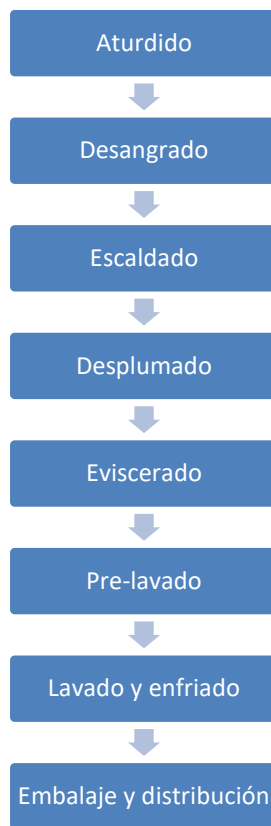 Aturdido
Desangrado
Escaldado
Desplumado
Eviscerado
Pre-lavado
Lavado y enfriado
Embalaje y distribución